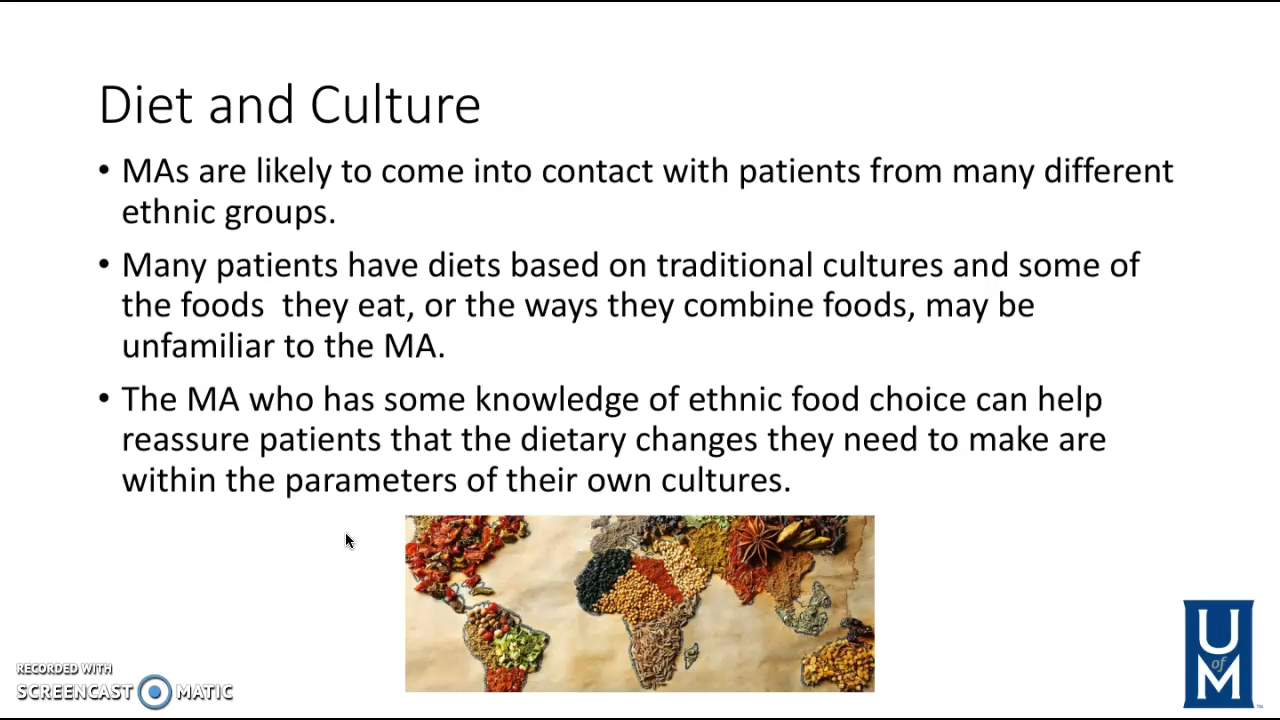 Diet and Culture
• MAs are likely to come into contact with patients from many different
ethnic groups.
• Many patients have diets based on traditional cultures and some of
the foods  they eat, or the ways they combine foods, may be
unfamiliar to the MA.
• The MA who has some knowledge of ethnic food choice can help
reassure patients that the dietary changes they need to make are
within the parameters of their own cultures.
RECORDED WITH
SCREENCAST MATIC
U
of
M
TM